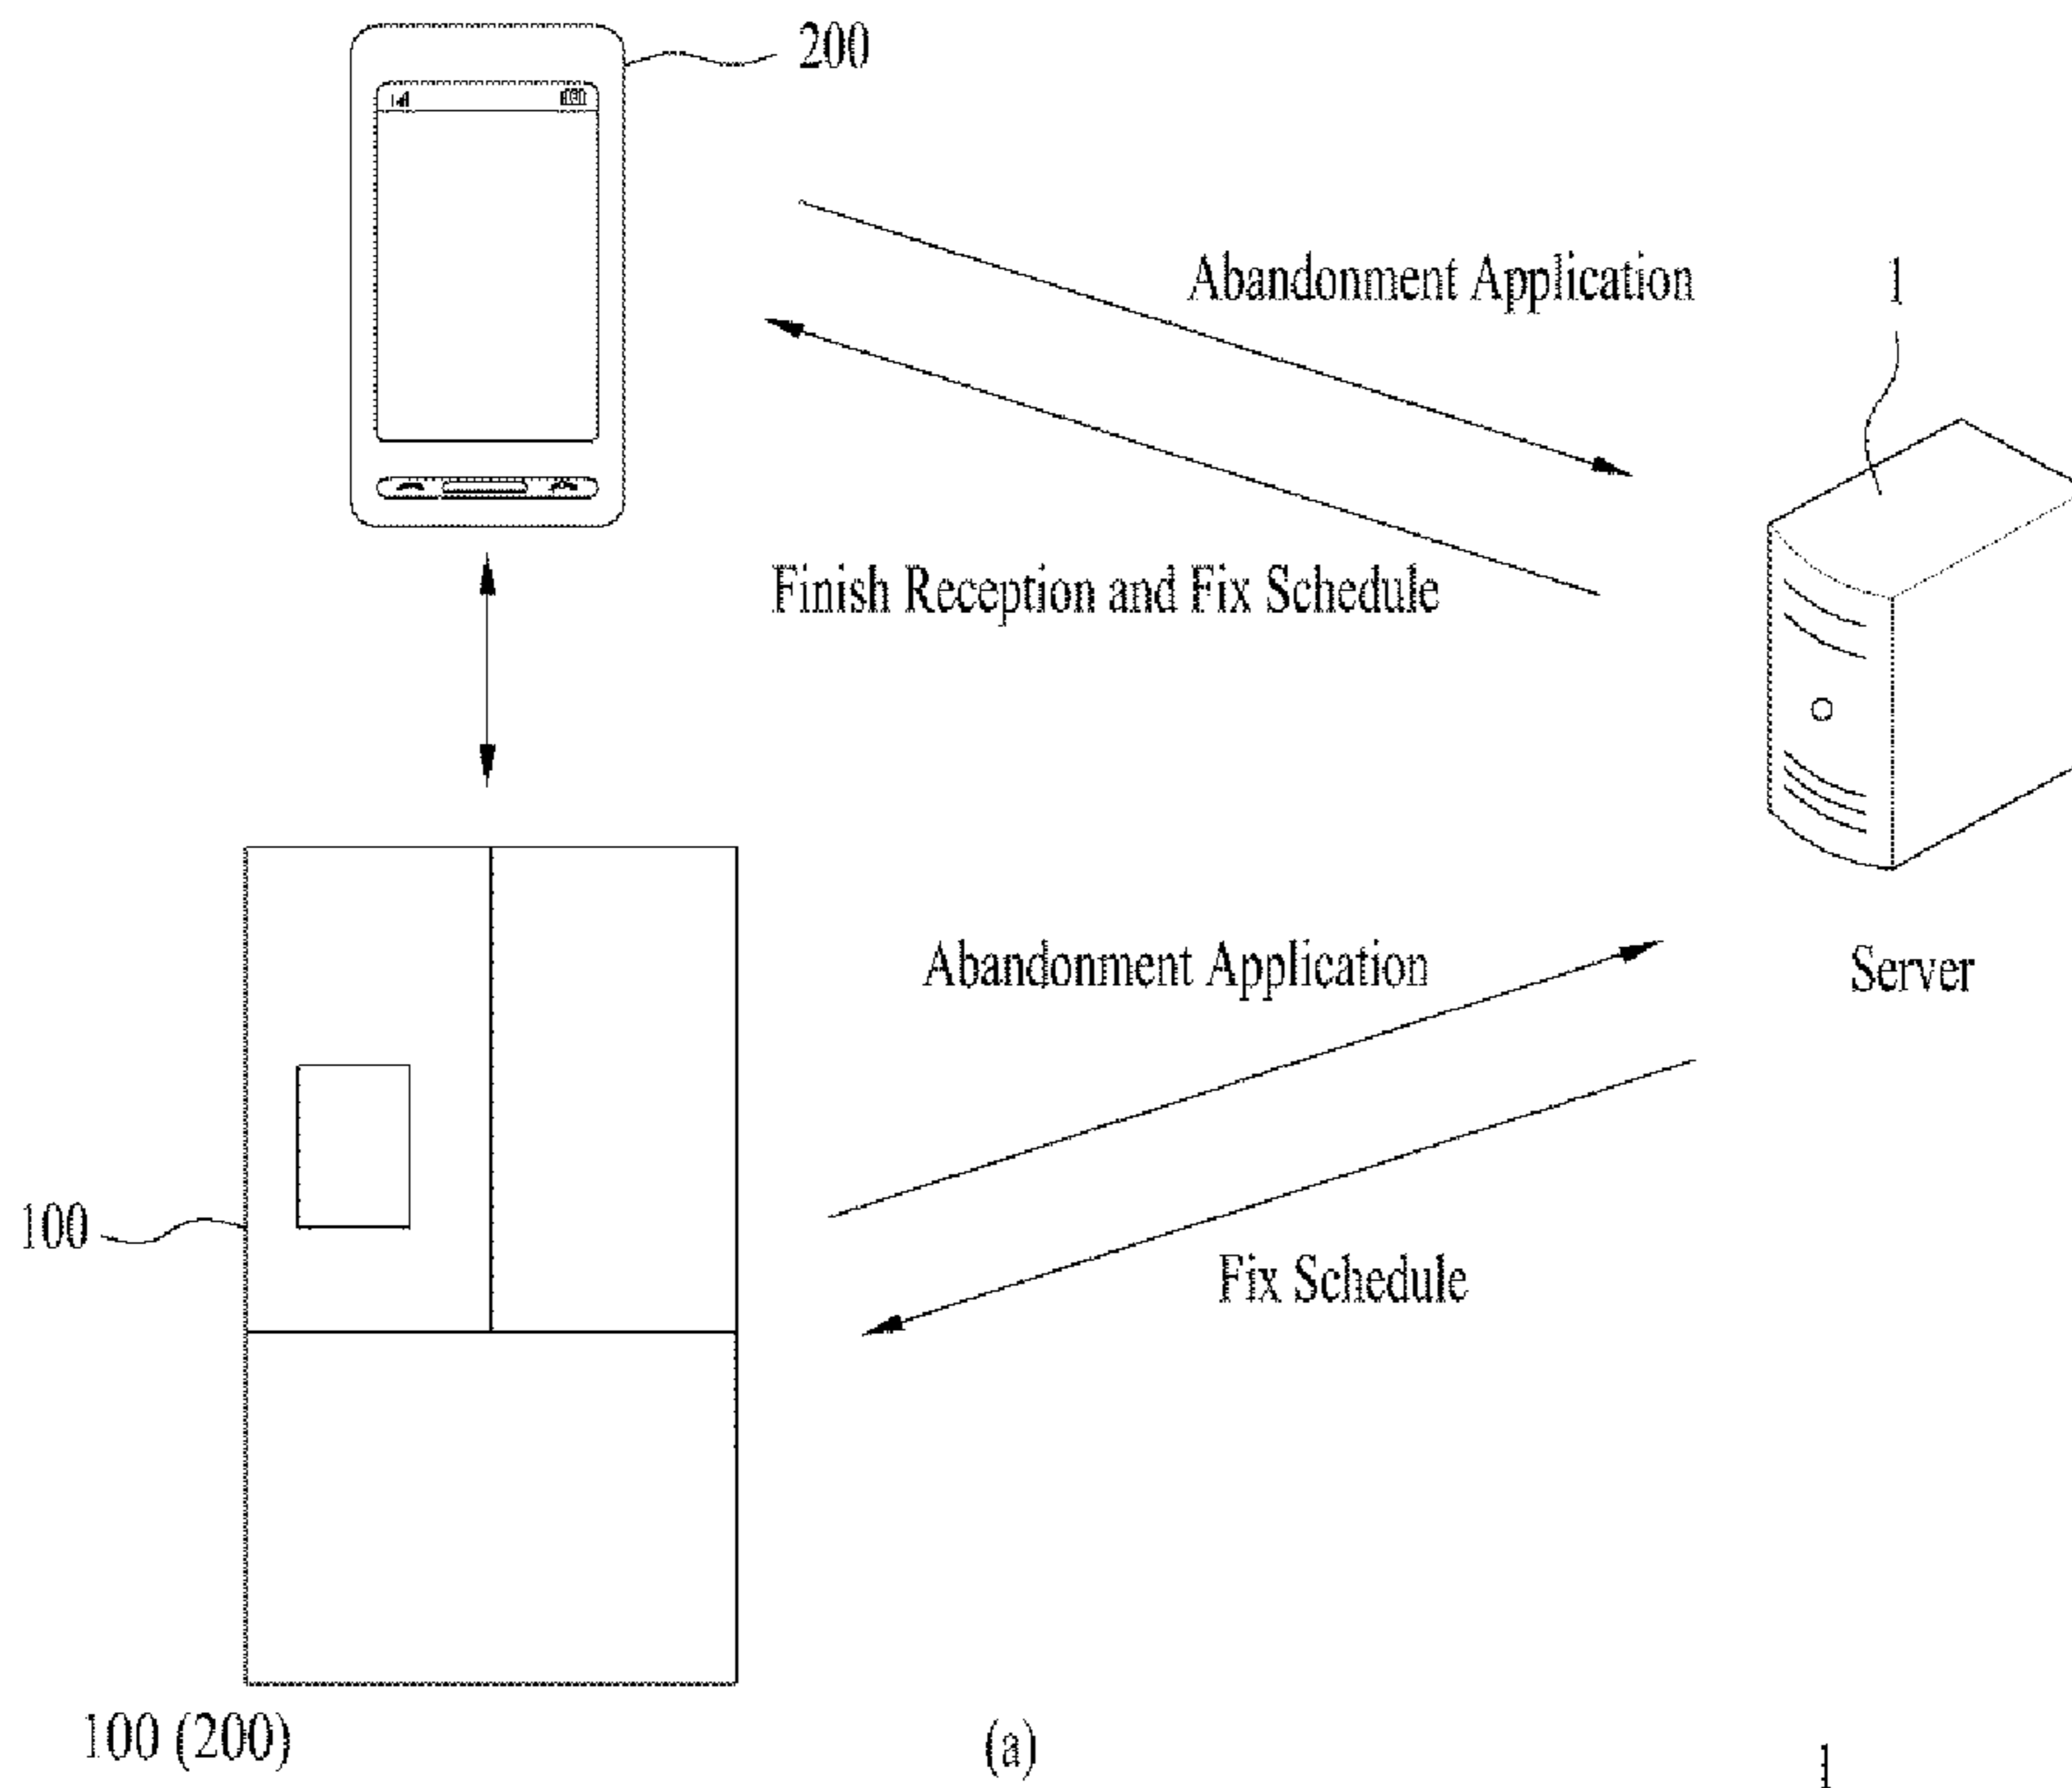 200
Abandonment Application
1
Finish Reception and Fix Schedule
Abandonment Application
Server
100
Fix Schedule
100 (200)
(a)
1